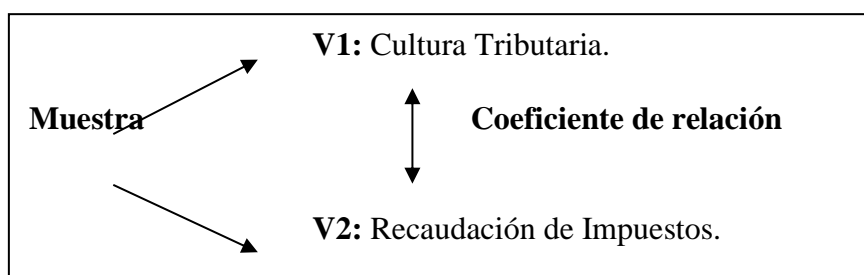 V1: Cultura Tributaria.
Muestra
Coeficiente de relación
V2: Recaudación de Impuestos.